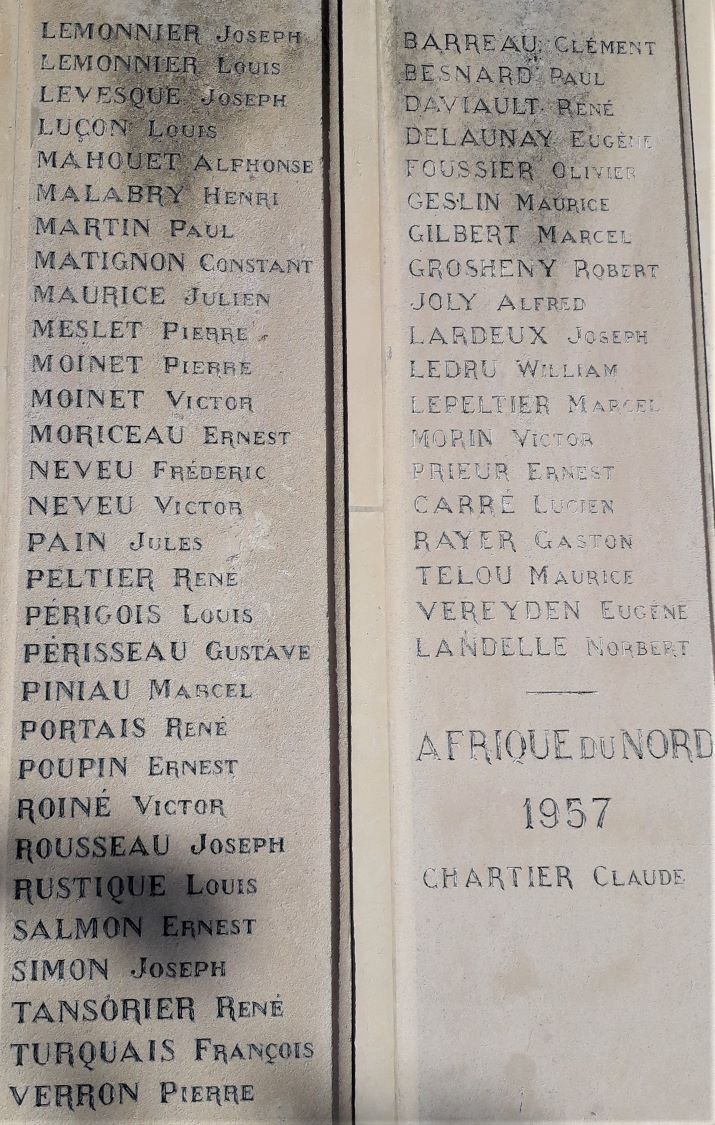 LEMONNIER JOSEPH
LEMONNIER LOUIS
LEVESQUE JOSEPH
LUÇON LOUIS
MAHOUET ALPHONSE
MALABRY HENRI
MARTIN PAUL
MATIGNON CONSTANT
MAURICE JULIEN
MESLET PIERRE
MOINET PIERRE
MOINET VICTOR
MORICEAU ERNEST
NEVEU FRÉDERIC
NEVEU VICTOR
PAIN JULES
PELTIER RENÉ
PÉRIGOIS LOUIS
PÉRISSEAU GUSTAVE
PINIAU MARCEL
PORTAIS RENÉ
POUPIN ERNEST
ROINÉ VICTOR
ROUSSEAU JOSEPH
RUSTIQUE LOUIS
SALMON ERNEST
SIMON JOSEPH
TANSORIER RENÉ
TURQUAIS FRANÇOIS
VERRON PIERRE
BARREAU CLÉMENT
BESNARD PAUL
DAVIAULT RENÉ
DELAUNAY EUGÈNE
FOUSSIER OLIVIER
GESLIN MAURICE
GILBERT MARCEL
GROSHENY ROBERT
JOLY ALFRED
LARDEUX JOSEPH
LEDRU WILLIAM
LEPELTIER MARCEL
MORIN VICTOR
PRIEUR ERNEST
CARRÉ LUCIEN
RAYER GASTON
TELOU MAURICE
VEREYDEN EUGÈNE
LANDELLE NORBERT
AFRIQUE DU NORD
1957
CHARTIER CLAUDE